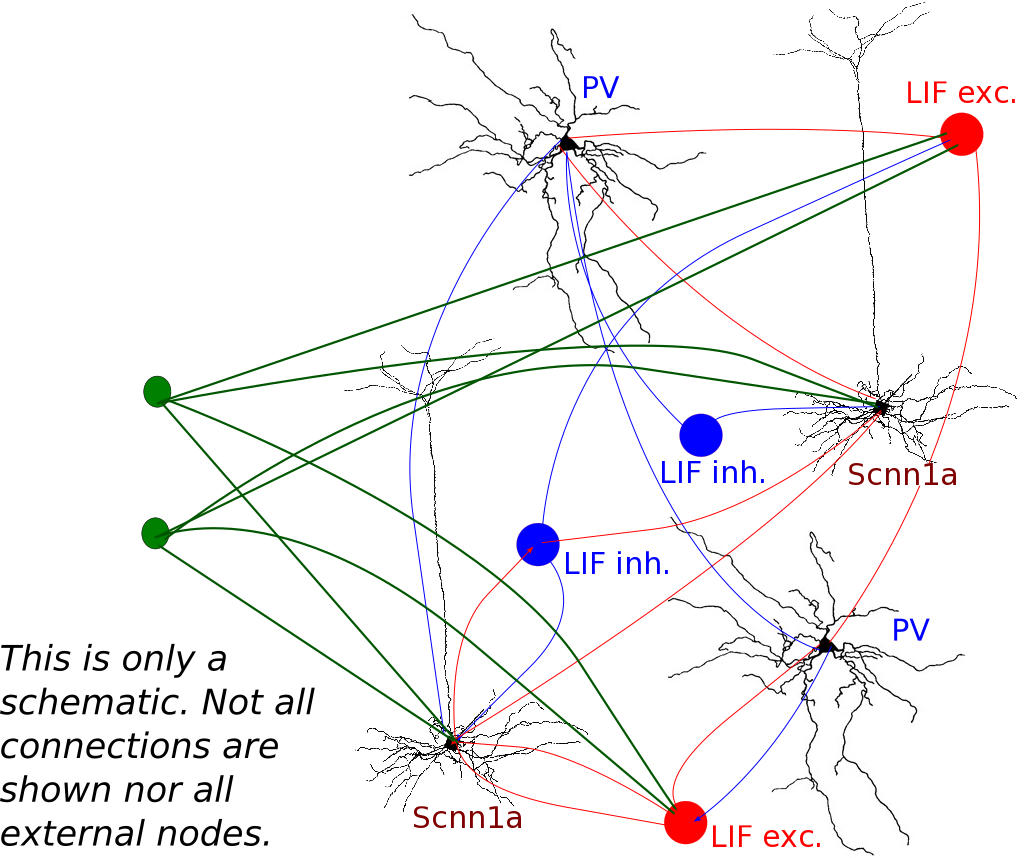 PV
LIF exc.
LIF inh.
Scnn1a
LIF inh.
PV
This is only a
schematic. Not all
connections are
shown nor all
external nodes.
Scnn1a
LIF exc.